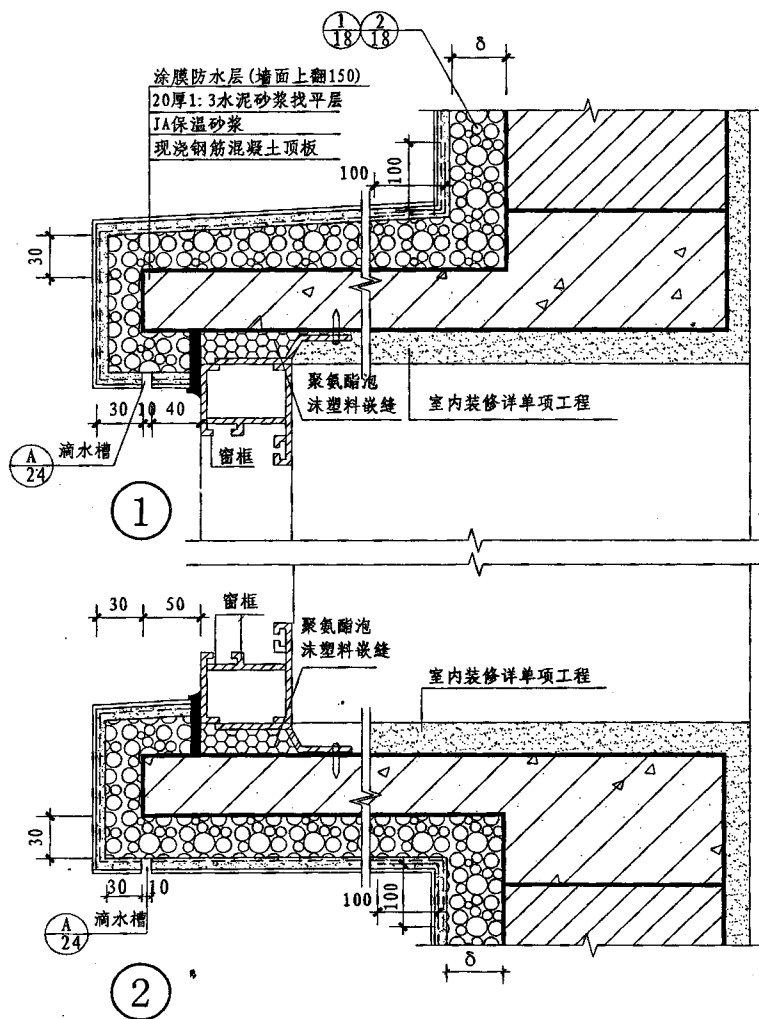 1 2
18 18
δ
涂膜防水层(墙面上翻150)
20厚1:3水泥砂浆找平层
JA保温砂浆
现浇钢筋混凝土顶板
100
100
30
聚氨酯泡
沫塑料嵌缝
室内装修详单项工程
30 10 40
滴水槽
窗框
A
24
1
30 50
窗框
聚氨酯泡
沫塑料嵌缝
室内装修详单项工程
30
30 10
100
100
滴水槽
A
24
δ
2